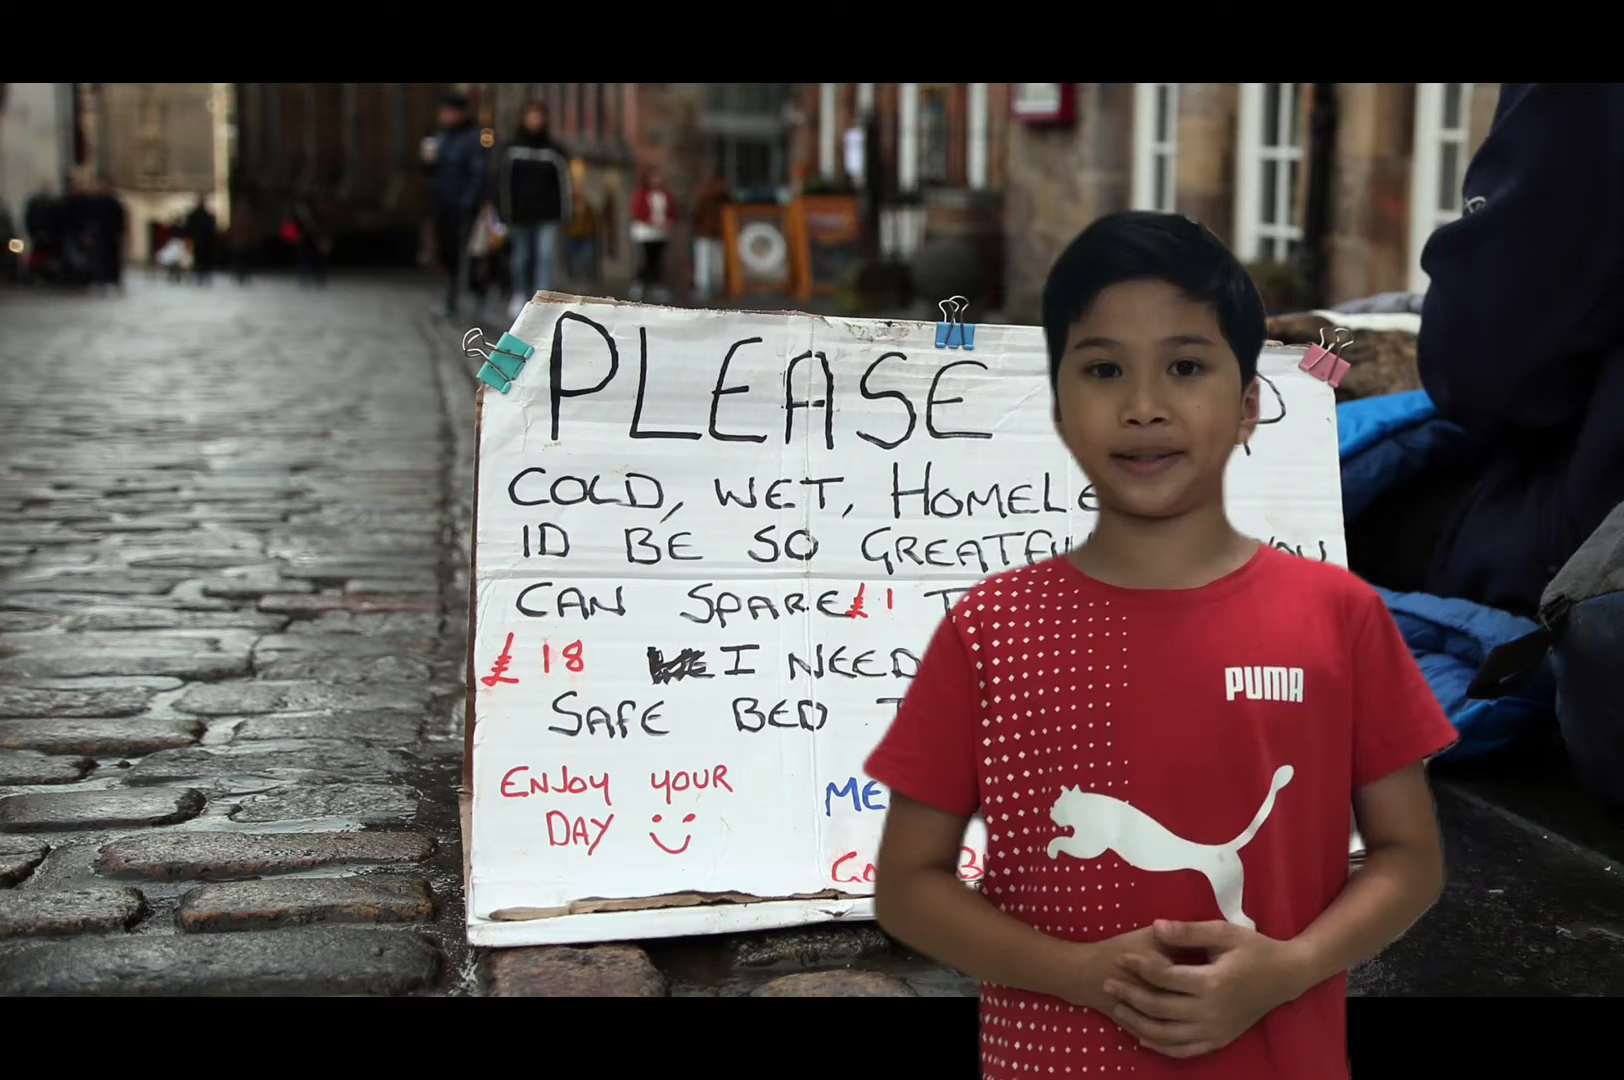 PLEASE
COLD, WET, HOMELE
ID BE SO GREATFU
CAN SPARE £1
£18 I NEED
SAFE BED
ENJOY YOUR
DAY
ME
PUMA